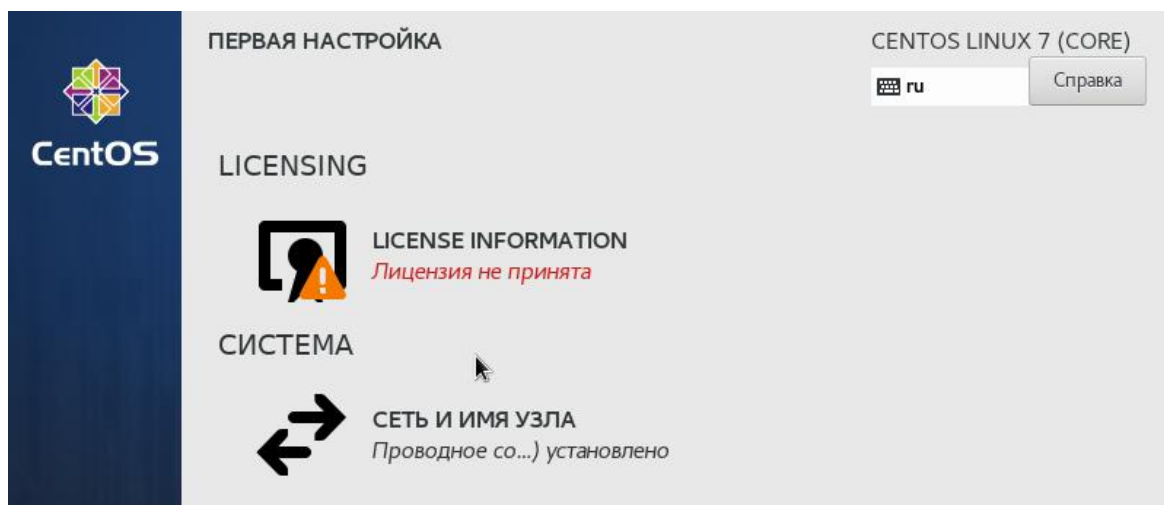 ПЕРВАЯ НАСТРОЙКА
CENTOS LINUX 7 (CORE)
ru
Справка
CentOS
LICENSING
LICENSE INFORMATION
Лицензия не принята
СИСТЕМА
СЕТЬ И ИМЯ УЗЛА
Проводное со...) установлено